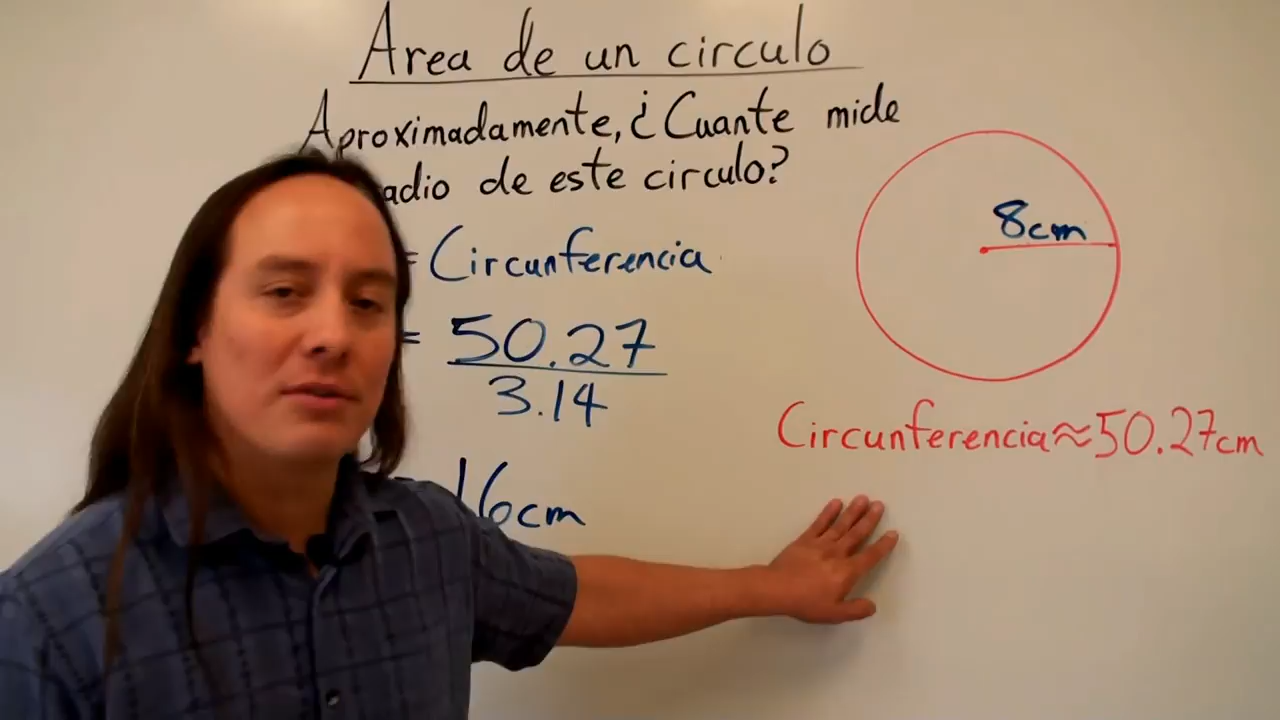 Area de un circulo
Aproximadamente, ¿Cuante mide
de este circulo?
= Circunferencia
= 50.27
3.14
16cm
8cm
Circunferencia≈50.27cm